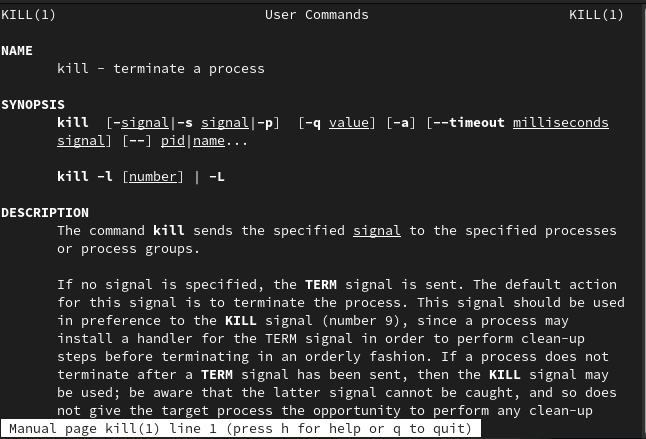 KILL(1) User Commands KILL(1)
NAME
kill - terminate a process
SYNOPSIS
kill [-signal|-s signal|-p] [-q value] [-a] [--timeout milliseconds
signal] [--] pid|name...
kill -l [number] | -L
DESCRIPTION
The command kill sends the specified signal to the specified processes
or process groups.
If no signal is specified, the TERM signal is sent. The default action
for this signal is to terminate the process. This signal should be used
in preference to the KILL signal (number 9), since a process may
install a handler for the TERM signal in order to perform clean-up
steps before terminating in an orderly fashion. If a process does not
terminate after a TERM signal has been sent, then the KILL signal may
be used; be aware that the latter signal cannot be caught, and so does
not give the target process the opportunity to perform any clean-up
Manual page kill(1) line 1 (press h for help or q to quit)